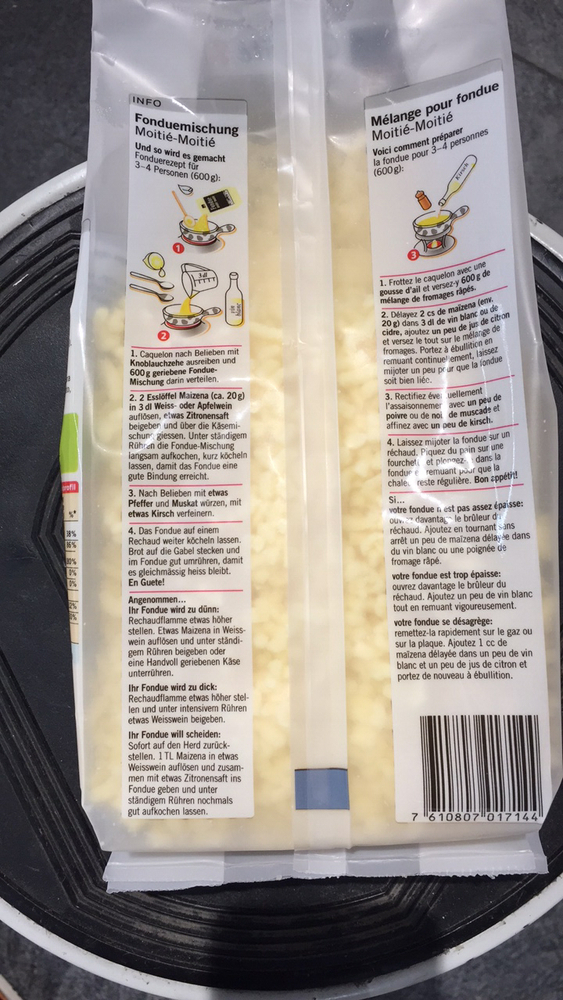 INFO
Fonduemischung
Moitié-Moitié
Und so wird es gemacht
Fonduerezept für
3–4 Personen (600 g):
1
3dl
2
1. Caquelon nach Belieben mit
Knoblauchzehe ausreiben und
600 g geriebene Fondue-
Mischung darin verteilen.
2. 2 Esslöffel Maizena (ca. 20 g)
in 3 dl Weiss- oder Apfelwein
auflösen, etwas Zitronensaft
beigeben und über die Käsemi-
schung giessen. Unter ständigem
Rühren die Fondue-Mischung
langsam aufkochen, kurz köcheln
lassen, damit das Fondue eine
gute Bindung erreicht.
3. Nach Belieben mit etwas
Pfeffer und Muskat würzen, mit
etwas Kirsch verfeinern.
4. Das Fondue auf einem
Rechaud weiter köcheln lassen.
Brot auf die Gabel stecken und
im Fondue gut umrühren, damit
es gleichmässig heiss bleibt.
En Guete!
Angenommen...
Ihr Fondue wird zu dünn:
Rechaudflamme etwas höher
stellen. Etwas Maizena in Weiss-
wein auflösen und unter ständi-
gem Rühren beigeben oder
eine Handvoll geriebenen Käse
unterrühren.
Ihr Fondue wird zu dick:
Rechaudflamme etwas höher stel-
len und unter intensivem Rühren
etwas Weisswein beigeben.
Ihr Fondue will scheiden:
Sofort auf den Herd zurück-
stellen. 1 TL Maizena in etwas
Weisswein auflösen und zusam-
men mit etwas Zitronensaft ins
Fondue geben und unter
ständigem Rühren nochmals
gut aufkochen lassen.
Mélange pour fondue
Moitié-Moitié
Voici comment préparer
la fondue pour 3–4 personnes
(600 g):
Kirsch
3
1. Frottez le caquelon avec une
gousse d'ail et versez-y 600 g de
mélange de fromages râpés.
2. Délayez 2 cs de maïzena (env.
20 g) dans 3 dl de vin blanc ou de
cidre, ajoutez un peu de jus de citron
et versez le tout sur le mélange de
fromages. Portez à ébullition en
remuant continuellement, laissez
mijoter un peu pour que la fondue
soit bien liée.
3. Rectifiez éventuellement
l'assaisonnement avec un peu de
poivre ou de noix de muscade et
affinez avec un peu de kirsch.
4. Laissez mijoter la fondue sur un
réchaud. Piquez du pain sur une
fourchette et plongez- dans la
fondue en remuant pour que la
chaleur reste régulière. Bon appétit!
Si...
votre fondue n'est pas assez épaisse:
ouvrez davantage le brûleur du
réchaud. Ajoutez en tournant sans
arrêt un peu de maïzena délayée dans
du vin blanc ou une poignée de
fromage râpé.
votre fondue est trop épaisse:
ouvrez davantage le brûleur du
réchaud. Ajoutez un peu de vin blanc
tout en remuant vigoureusement.
votre fondue se désagrège:
remettez-la rapidement sur le gaz ou
sur la plaque. Ajoutez 1 cc de
maïzena délayée dans un peu de vin
blanc et un peu de jus de citron et
portez de nouveau à ébullition.
7 610807 017144